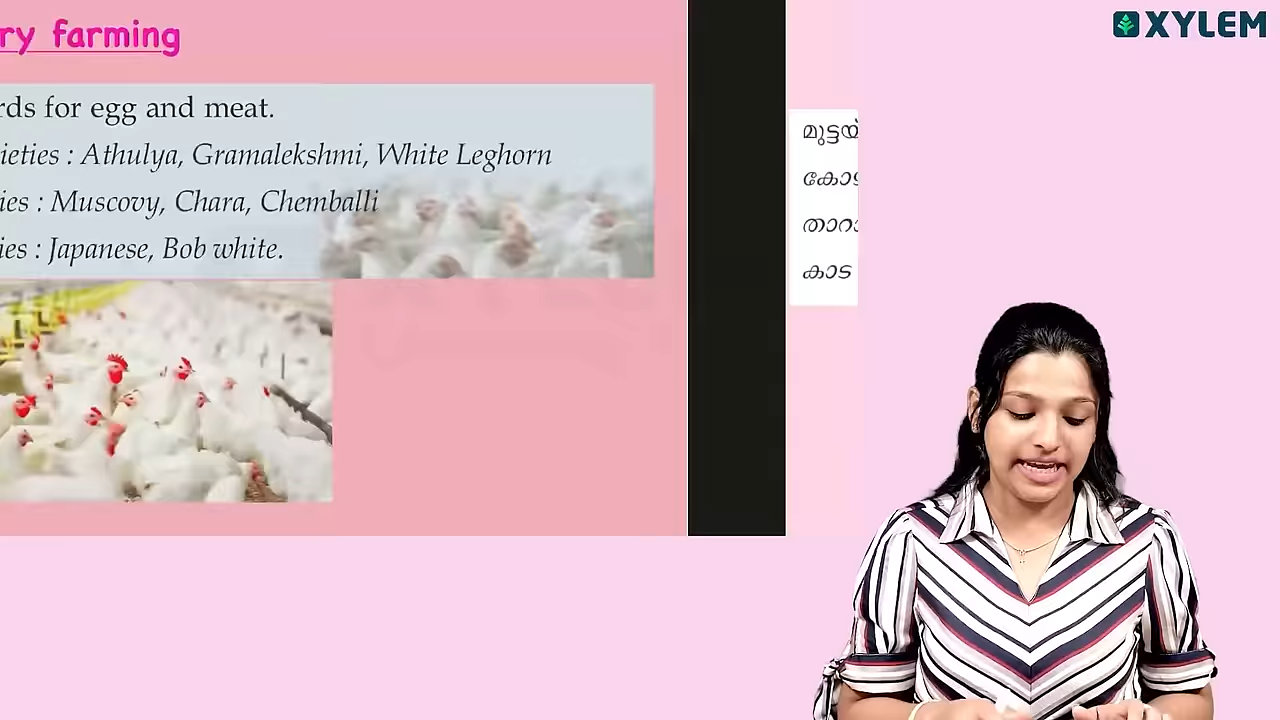 XYLEM
ry farming
rds for egg and meat.
ieties : Athulya, Gramalekshmi, White Leghorn
ies : Muscovy, Chara, Chemballi
ies : Japanese, Bob white.
മുട്ടയ്
കോഴ
താറാ
കാട